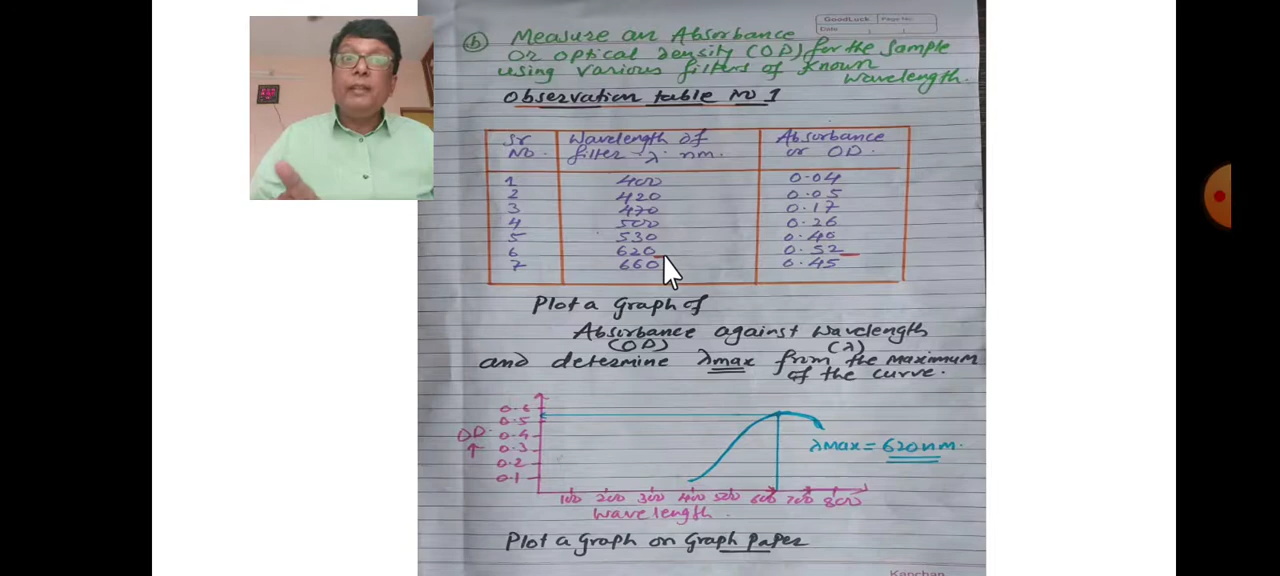 GoodLuck Page No.
Date
(b) Measure an Absorbance
or optical density (OD) for the sample
using various filters of known
wavelength.
Observation table No 1
Sr No. Wavelength of filter λ nm. Absorbance or OD.
1 400 0.04
2 420 0.05
3 470 0.17
4 500 0.26
5 530 0.40
6 620 0.52
7 660 0.45
Plot a Graph of
Absorbance against wavelength
(OD) (λ)
and determine λmax from the maximum
of the curve.
0.6
0.5
OD. 0.4
↑ 0.3
0.2
0.1
λmax = 620nm.
100 200 300 400 500 600 700 800
Wavelength.
Plot a Graph on Graph paper